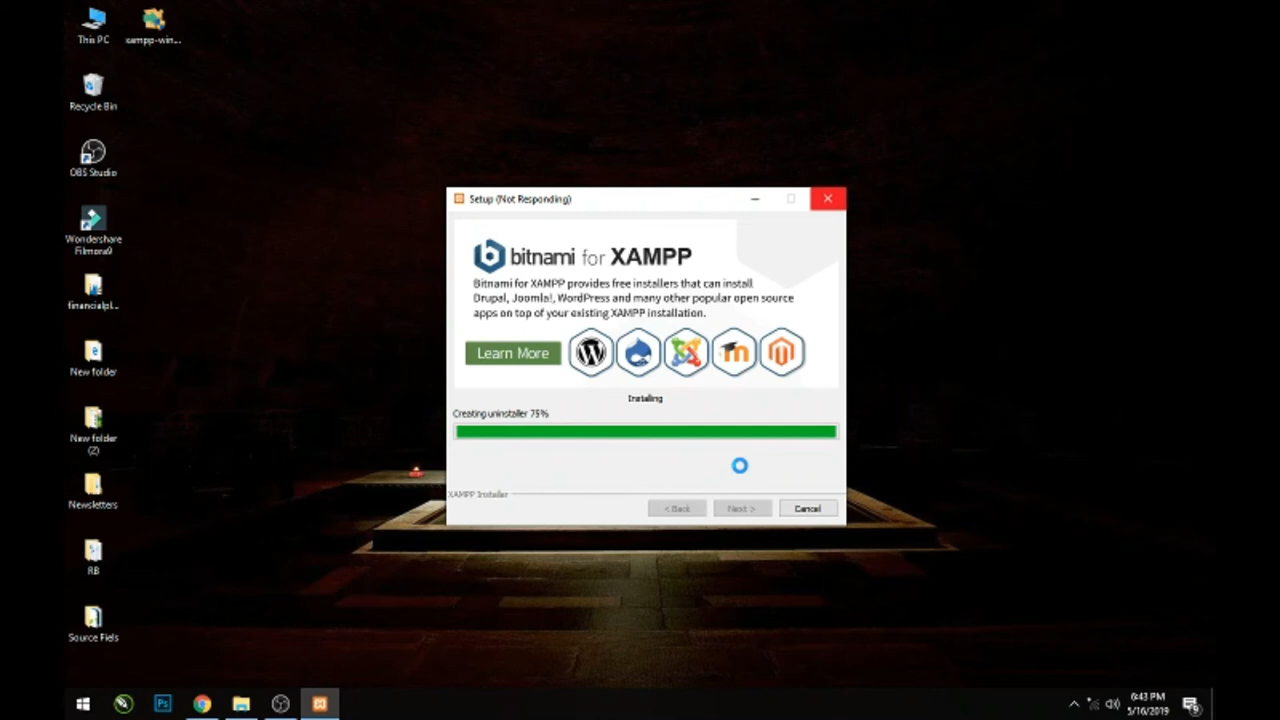 This PC
xampp-win...
Recycle Bin
OBS Studio
Wondershare
Filmora9
financialpl...
New folder
New folder
(2)
Newsletters
RB
Source Fiels
Setup (Not Responding)
bitnami for XAMPP
Bitnami for XAMPP provides free installers that can install
Drupal, Joomla!, WordPress and many other popular open source
apps on top of your existing XAMPP installation.
Learn More
Installing
Creating uninstaller 75%
XAMPP Installer
< Back
Next >
Cancel
Ps
6:43 PM
5/16/2019